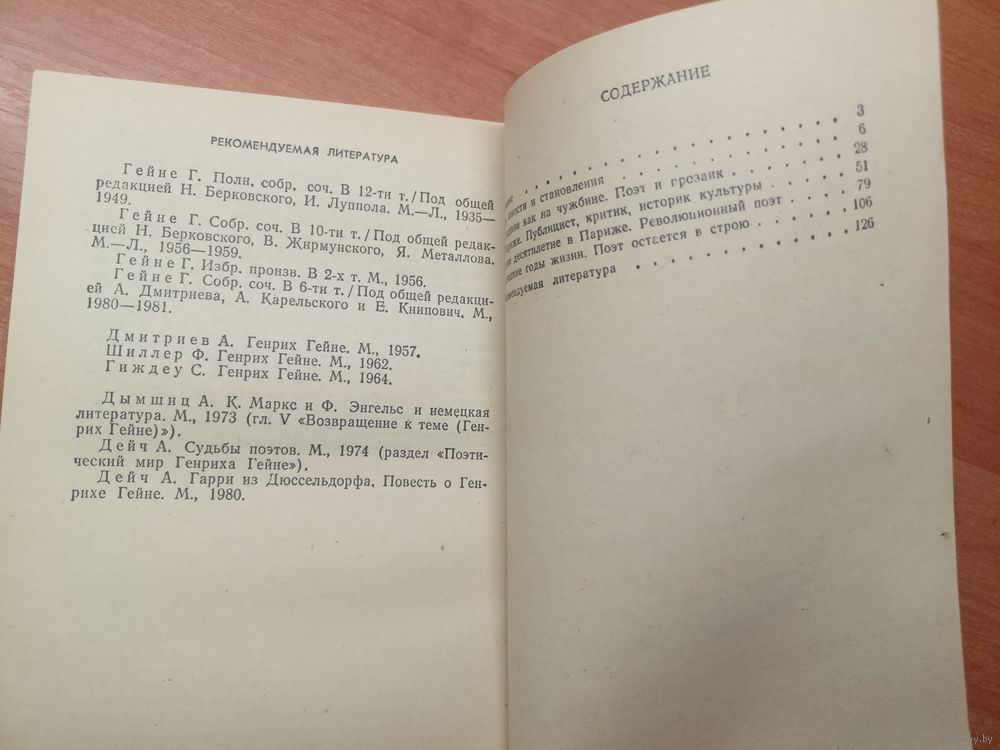 РЕКОМЕНДУЕМАЯ ЛИТЕРАТУРА
Гейне Г. Полн. собр. соч. В 12-ти т./Под общей
редакцией Н. Берковского, И. Луппола. М.—Л., 1935—
1949.
Гейне Г. Собр. соч. В 10-ти т./Под общей редак-
цией Н. Берковского, В. Жирмунского, Я. Металлова.
М.—Л., 1956—1959.
Гейне Г. Избр. произв. В 2-х т. М., 1956.
Гейне Г. Собр. соч. В 6-ти т./Под общей редакци-
ей А. Дмитриева, А. Карельского и Е. Книпович. М.,
1980—1981.
Дмитриев А. Генрих Гейне. М., 1957.
Шиллер Ф. Генрих Гейне. М., 1962.
Гиждеу С. Генрих Гейне. М., 1964.
Дымшиц А. К. Маркс и Ф. Энгельс и немецкая
литература. М., 1973 (гл. V «Возвращение к теме (Ген-
рих Гейне)»).
Дейч А. Судьбы поэтов. М., 1974 (раздел «Поэти-
ческий мир Генриха Гейне»).
Дейч А. Гарри из Дюссельдорфа. Повесть о Ген-
рихе Гейне. М., 1980.
СОДЕРЖАНИЕ
3
юности и становления 6
как на чужбине. Поэт и прозаик 28
Публицист, критик, историк культуры 51
десятилетие в Париже. Революционный поэт 79
годы жизни. Поэт остается в строю 106
литература 126